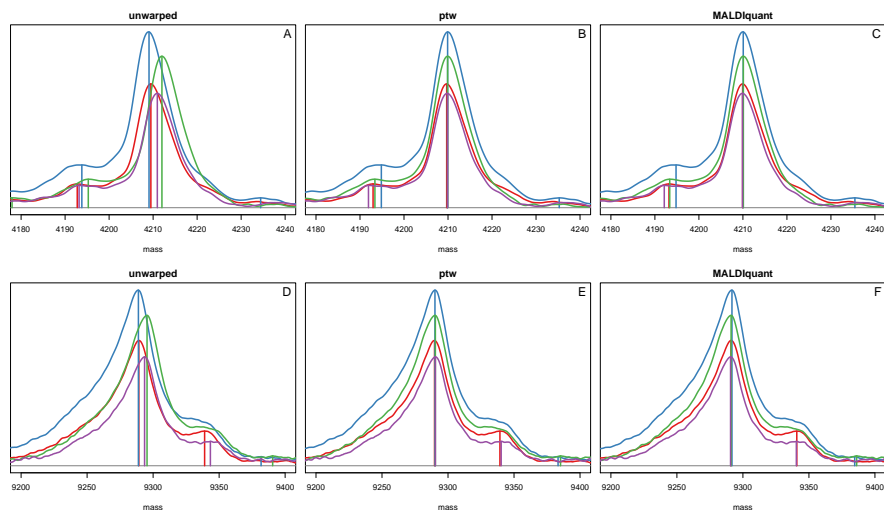 unwarped ptw MALDIquant
A B C
4180 4190 4200 4210 4220 4230 4240 4180 4190 4200 4210 4220 4230 4240 4180 4190 4200 4210 4220 4230 4240
mass mass mass
unwarped ptw MALDIquant
D E F
9200 9250 9300 9350 9400 9200 9250 9300 9350 9400 9200 9250 9300 9350 9400
mass mass mass